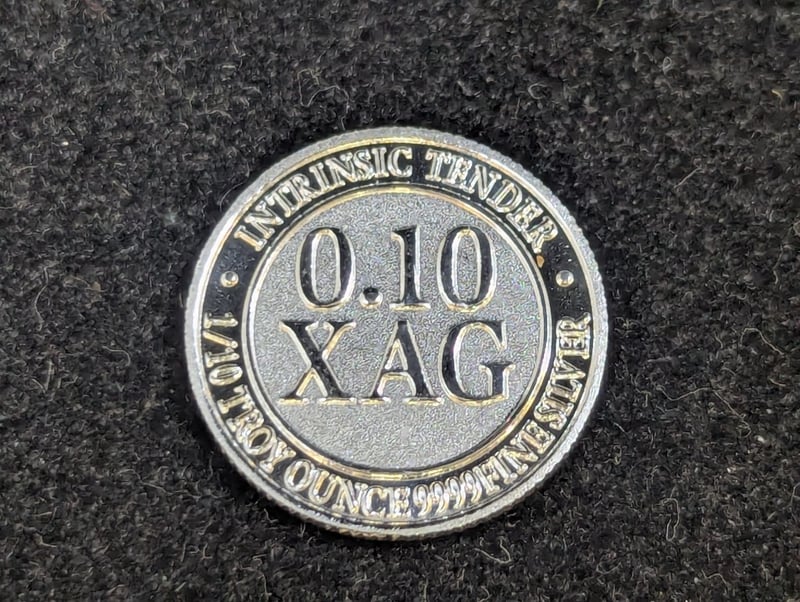 INTRINSIC TENDER
0.10
XAG
1/10 TROY OUNCE 9999 FINE SILVER